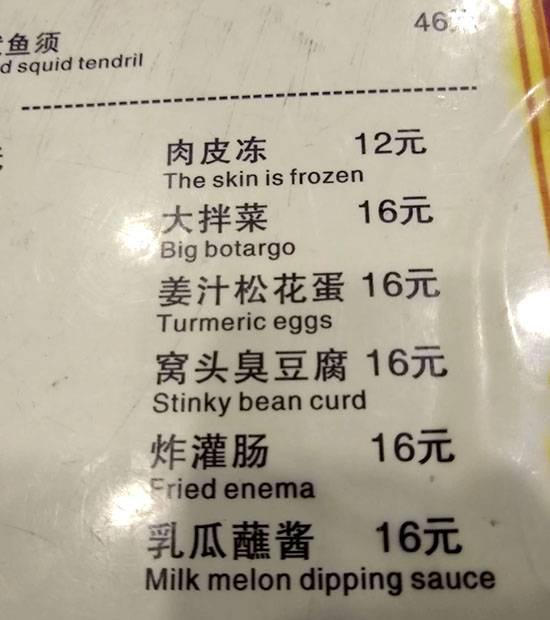 鱼须 46
d squid tendril
肉皮冻 12元
The skin is frozen
大拌菜 16元
Big botargo
姜汁松花蛋 16元
Turmeric eggs
窝头臭豆腐 16元
Stinky bean curd
炸灌肠 16元
Fried enema
乳瓜蘸酱 16元
Milk melon dipping sauce